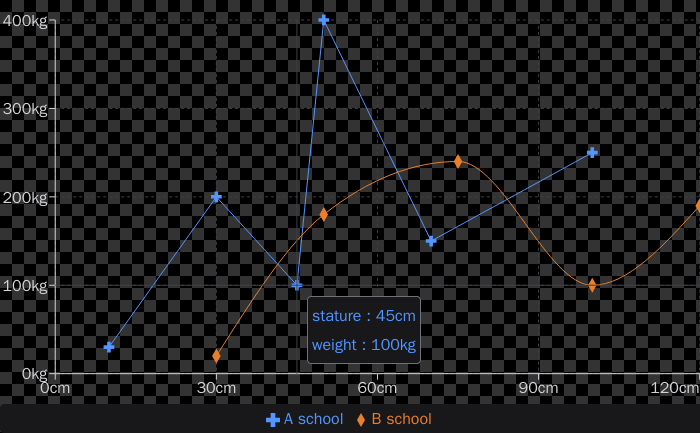 400kg
300kg
200kg
100kg
0kg
0cm 30cm 60cm 90cm 120cm
stature : 45cm
weight : 100kg
A school B school